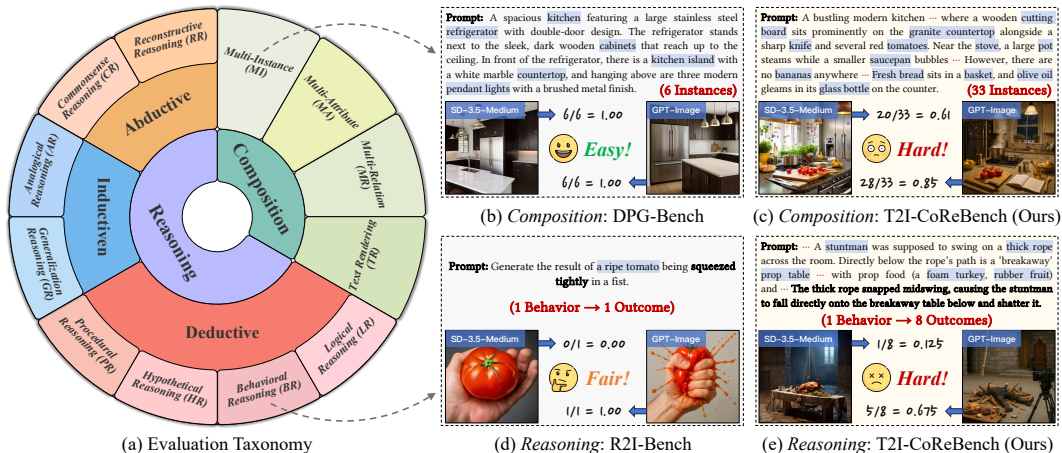 Reconstructive
Reasoning (RR)
Commonsense
Reasoning (CR)
Analogical
Reasoning (AR)
Generalization
Reasoning (GR)
Procedural
Reasoning (PR)
Hypothetical
Reasoning (HR)
Behavioral
Reasoning (BR)
Logical
Reasoning (LR)
Text Rendering
(TR)
Multi-Relation
(MR)
Multi-Attribute
(MA)
Multi-Instance
(MI)
Abductive
Inductiven
Deductive
Reasoning
Composition
(a) Evaluation Taxonomy
Prompt: A spacious kitchen featuring a large stainless steel
refrigerator with double-door design. The refrigerator stands
next to the sleek, dark wooden cabinets that reach up to the
ceiling. In front of the refrigerator, there is a kitchen island with
a white marble countertop, and hanging above are three modern
pendant lights with a brushed metal finish.
(6 Instances)
SD-3.5-Medium
6/6 = 1.00
GPT-Image
Easy!
6/6 = 1.00
(b) Composition: DPG-Bench
Prompt: A bustling modern kitchen ··· where a wooden cutting
board sits prominently on the granite countertop alongside a
sharp knife and several red tomatoes. Near the stove, a large pot
steams while a smaller saucepan bubbles ··· However, there are
no bananas anywhere ··· Fresh bread sits in a basket, and olive oil
gleams in its glass bottle on the counter.
(33 Instances)
SD-3.5-Medium
20/33 = 0.61
GPT-Image
Hard!
28/33 = 0.85
(c) Composition: T2I-CoReBench (Ours)
Prompt: Generate the result of a ripe tomato being squeezed
tightly in a fist.
(1 Behavior → 1 Outcome)
SD-3.5-Medium
0/1 = 0.00
GPT-Image
Fair!
1/1 = 1.00
(d) Reasoning: R2I-Bench
Prompt: ··· A stuntman was supposed to swing on a thick rope
across the room. Directly below the rope's path is a 'breakaway'
prop table ··· with prop food (a foam turkey, rubber fruit)
and ··· The thick rope snapped midswing, causing the stuntman
to fall directly onto the breakaway table below and shatter it.
(1 Behavior → 8 Outcomes)
SD-3.5-Medium
1/8 = 0.125
GPT-Image
Hard!
5/8 = 0.675
(e) Reasoning: T2I-CoReBench (Ours)